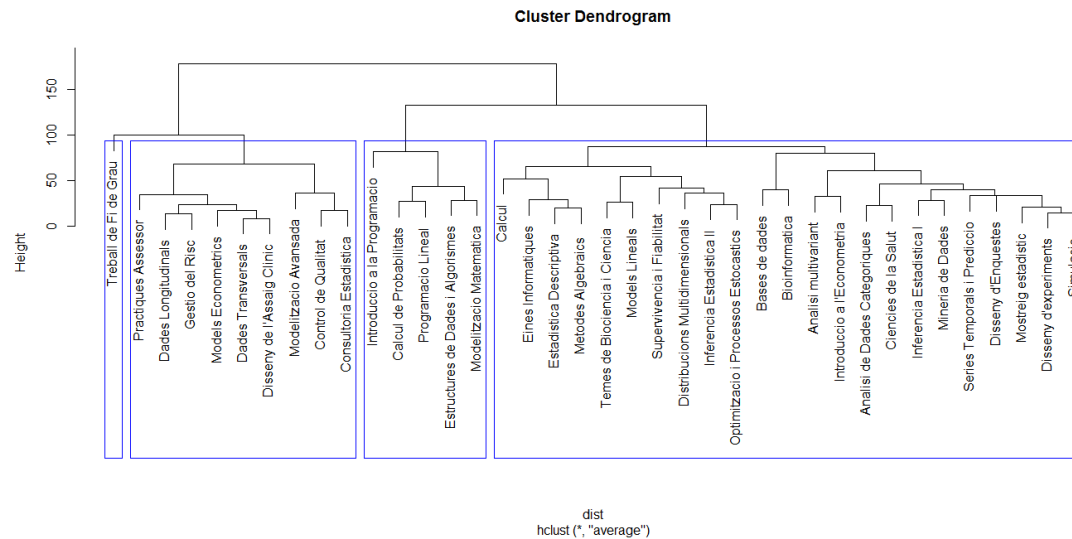 Cluster Dendrogram
Height
150
100
50
0
Treball de Fi de Grau
Practiques Assessor
Dades Longitudinals
Gestio del Risc
Models Econometrics
Dades Transversals
Disseny de l'Assaig Clinic
Modelitzacio Avansada
Control de Qualitat
Consultoria Estadistica
Introduccio a la Programacio
Calcul de Probabilitats
Programacio Lineal
Estructures de Dades i Algorismes
Modelització Matematica
Calcul
Eines Informatiques
Estadistica Descriptiva
Metodes Algebraics
Temes de Biociencia i Ciencia
Models Lineals
Supervivencia i Fiabilitat
Distribucions Multidimensionals
Inferencia Estadistica II
Optimitzacio i Processos Estocastics
Bases de dades
Bioinformatica
Analisi multivariant
Introduccio a l'Econometria
Analisi de Dades Categoriques
Ciencies de la Salut
Inferencia Estadistica I
Mineria de Dades
Series Temporals i Prediccio
Disseny d'Enquestes
Mostreig estadistic
Disseny d'experiments
dist
hclust (*, "average")